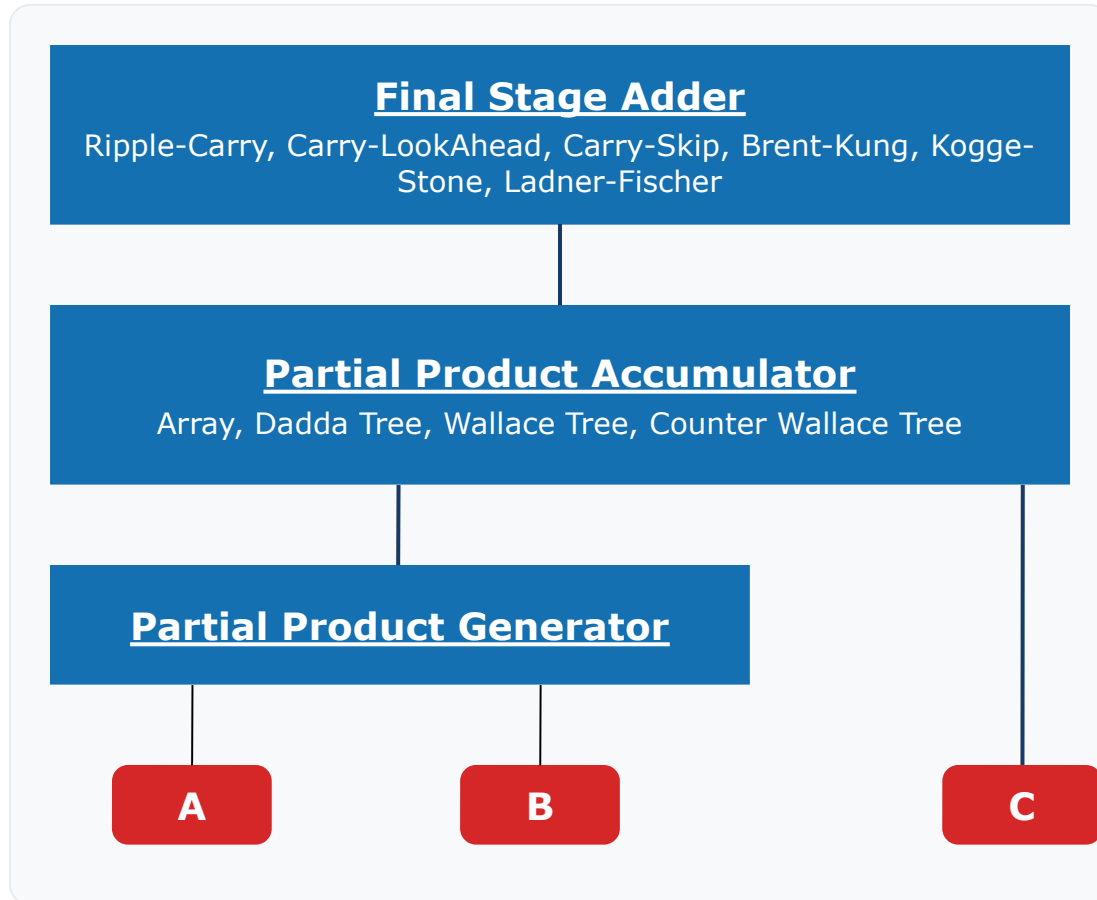 Final Stage Adder
Ripple-Carry, Carry-LookAhead, Carry-Skip, Brent-Kung, Kogge-
Stone, Ladner-Fischer
Partial Product Accumulator
Array, Dadda Tree, Wallace Tree, Counter Wallace Tree
Partial Product Generator
A
B
C